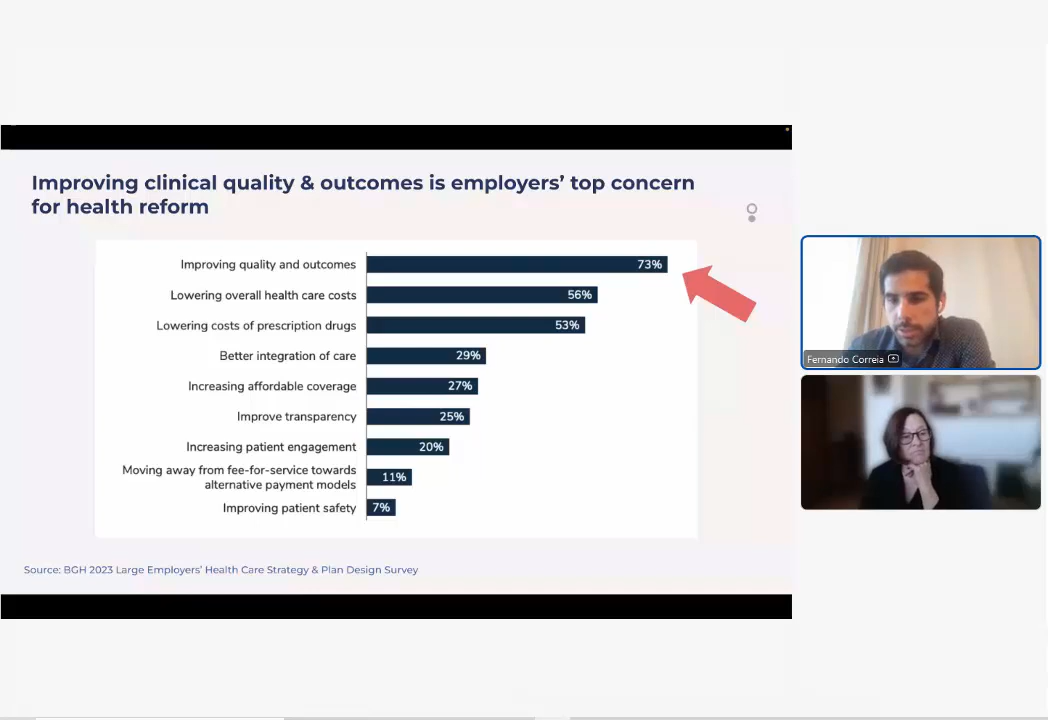 Improving clinical quality & outcomes is employers' top concern
for health reform
Improving quality and outcomes 73%
Lowering overall health care costs 56%
Lowering costs of prescription drugs 53%
Better integration of care 29%
Increasing affordable coverage 27%
Improve transparency 25%
Increasing patient engagement 20%
Moving away from fee-for-service towards
alternative payment models 11%
Improving patient safety 7%
Source: BGH 2023 Large Employers' Health Care Strategy & Plan Design Survey
Fernando Correia